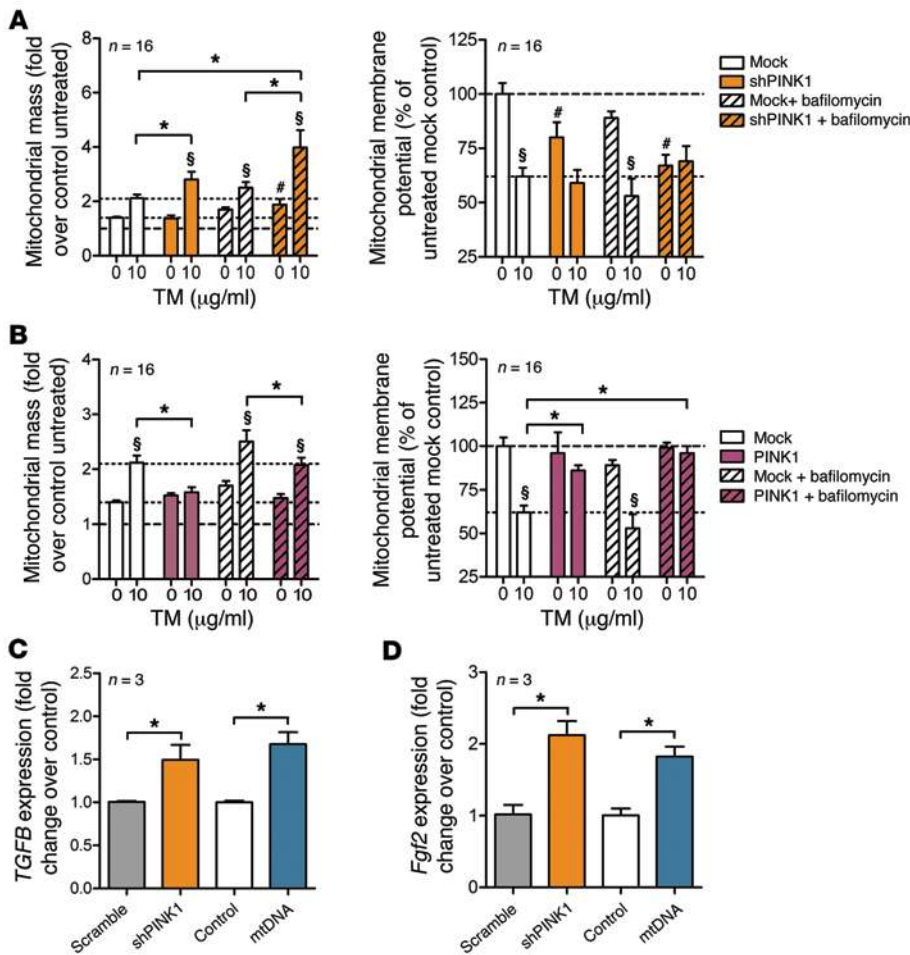 A
Mitochondrial mass (fold
over control untreated)
n = 16
8
6
4
2
0
*
*
*
§
§
#
§
0 10 0 10 0 10 0 10
TM (μg/ml)
Mitochondrial membrane
potential (% of
untreated mock control)
n = 16
125
100
75
50
25
§
#
§
#
0 10 0 10 0 10 0 10
TM (μg/ml)
Mock
shPINK1
Mock+ bafilomycin
shPINK1 + bafilomycin
B
Mitochondrial mass (fold
over control untreated)
n = 16
4
3
2
1
0
§
*
§
*
§
0 10 0 10 0 10 0 10
TM (μg/ml)
Mitochondrial membrane
potential (% of
untreated mock control)
n = 16
150
125
100
75
50
25
*
*
§
§
0 10 0 10 0 10 0 10
TM (μg/ml)
Mock
PINK1
Mock + bafilomycin
PINK1 + bafilomycin
C
TGFB expression (fold
change over control)
n = 3
2.5
2.0
1.5
1.0
0.5
0.0
*
*
Scramble
shPINK1
Control
mtDNA
D
Fgf2 expression (fold
change over control)
n = 3
3
2
1
0
*
*
Scramble
shPINK1
Control
mtDNA